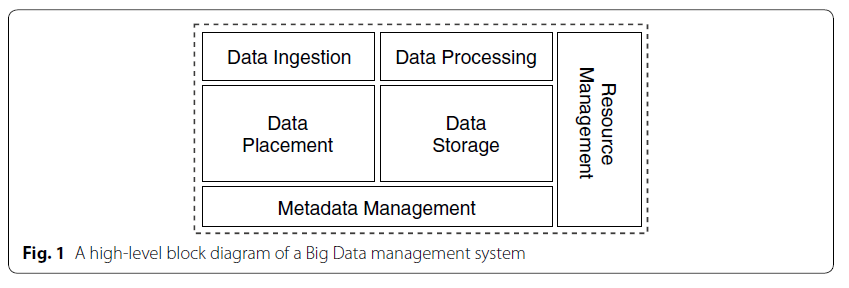 Data Ingestion
Data Processing
Data
Placement
Data
Storage
Resource
Management
Metadata Management
Fig. 1 A high-level block diagram of a Big Data management system